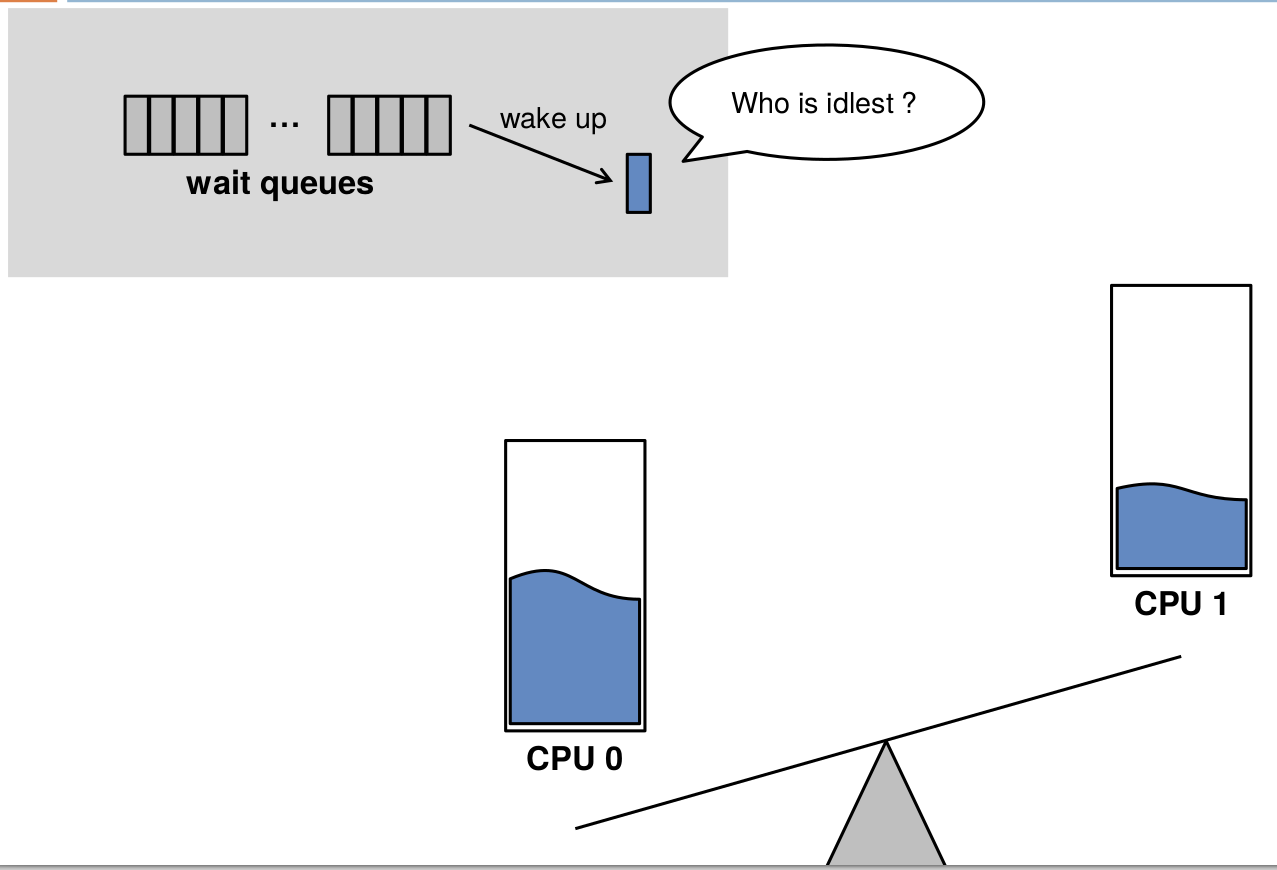 Who is idlest ?
wake up
...
wait queues
CPU 1
CPU 0